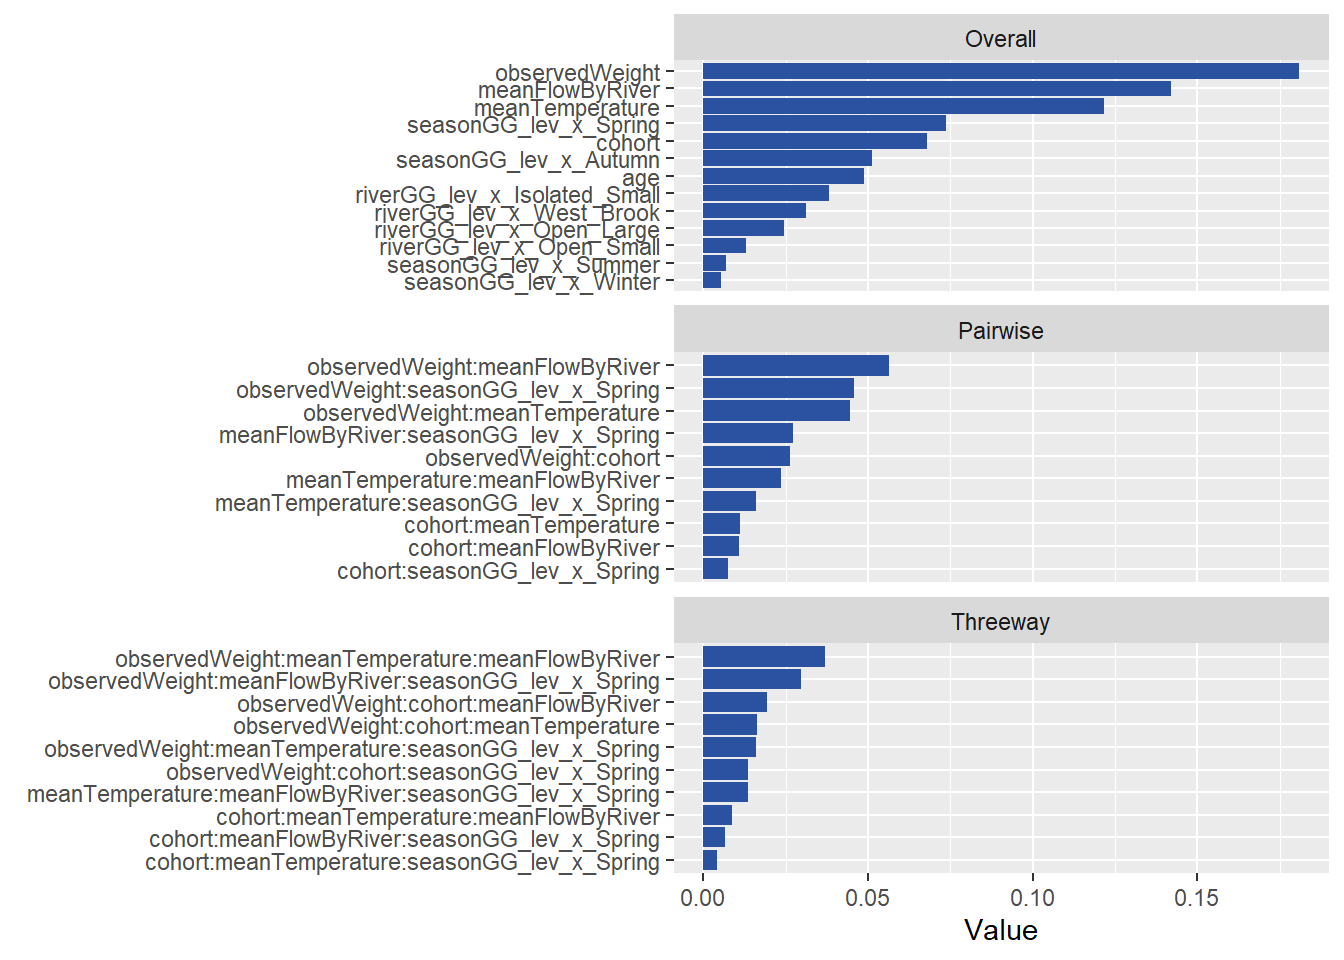 Overall
observedWeight
meanFlowByRiver
meanTemperature
seasonGG_lev_x_Spring
cohort
seasonGG_lev_x_Autumn
age
riverGG_lev_x_Isolated_Small
riverGG_lev_x_West_Brook
riverGG_lev_x_Open_Large
riverGG_lev_x_Open_Small
seasonGG_lev_x_Summer
seasonGG_lev_x_Winter
Pairwise
observedWeight:meanFlowByRiver
observedWeight:seasonGG_lev_x_Spring
observedWeight:meanTemperature
meanFlowByRiver:seasonGG_lev_x_Spring
observedWeight:cohort
meanTemperature:meanFlowByRiver
meanTemperature:seasonGG_lev_x_Spring
cohort:meanTemperature
cohort:meanFlowByRiver
cohort:seasonGG_lev_x_Spring
Threeway
observedWeight:meanTemperature:meanFlowByRiver
observedWeight:meanFlowByRiver:seasonGG_lev_x_Spring
observedWeight:cohort:meanFlowByRiver
observedWeight:cohort:meanTemperature
observedWeight:meanTemperature:seasonGG_lev_x_Spring
observedWeight:cohort:seasonGG_lev_x_Spring
meanTemperature:meanFlowByRiver:seasonGG_lev_x_Spring
cohort:meanTemperature:meanFlowByRiver
cohort:meanFlowByRiver:seasonGG_lev_x_Spring
cohort:meanTemperature:seasonGG_lev_x_Spring
0.00 0.05 0.10 0.15
Value